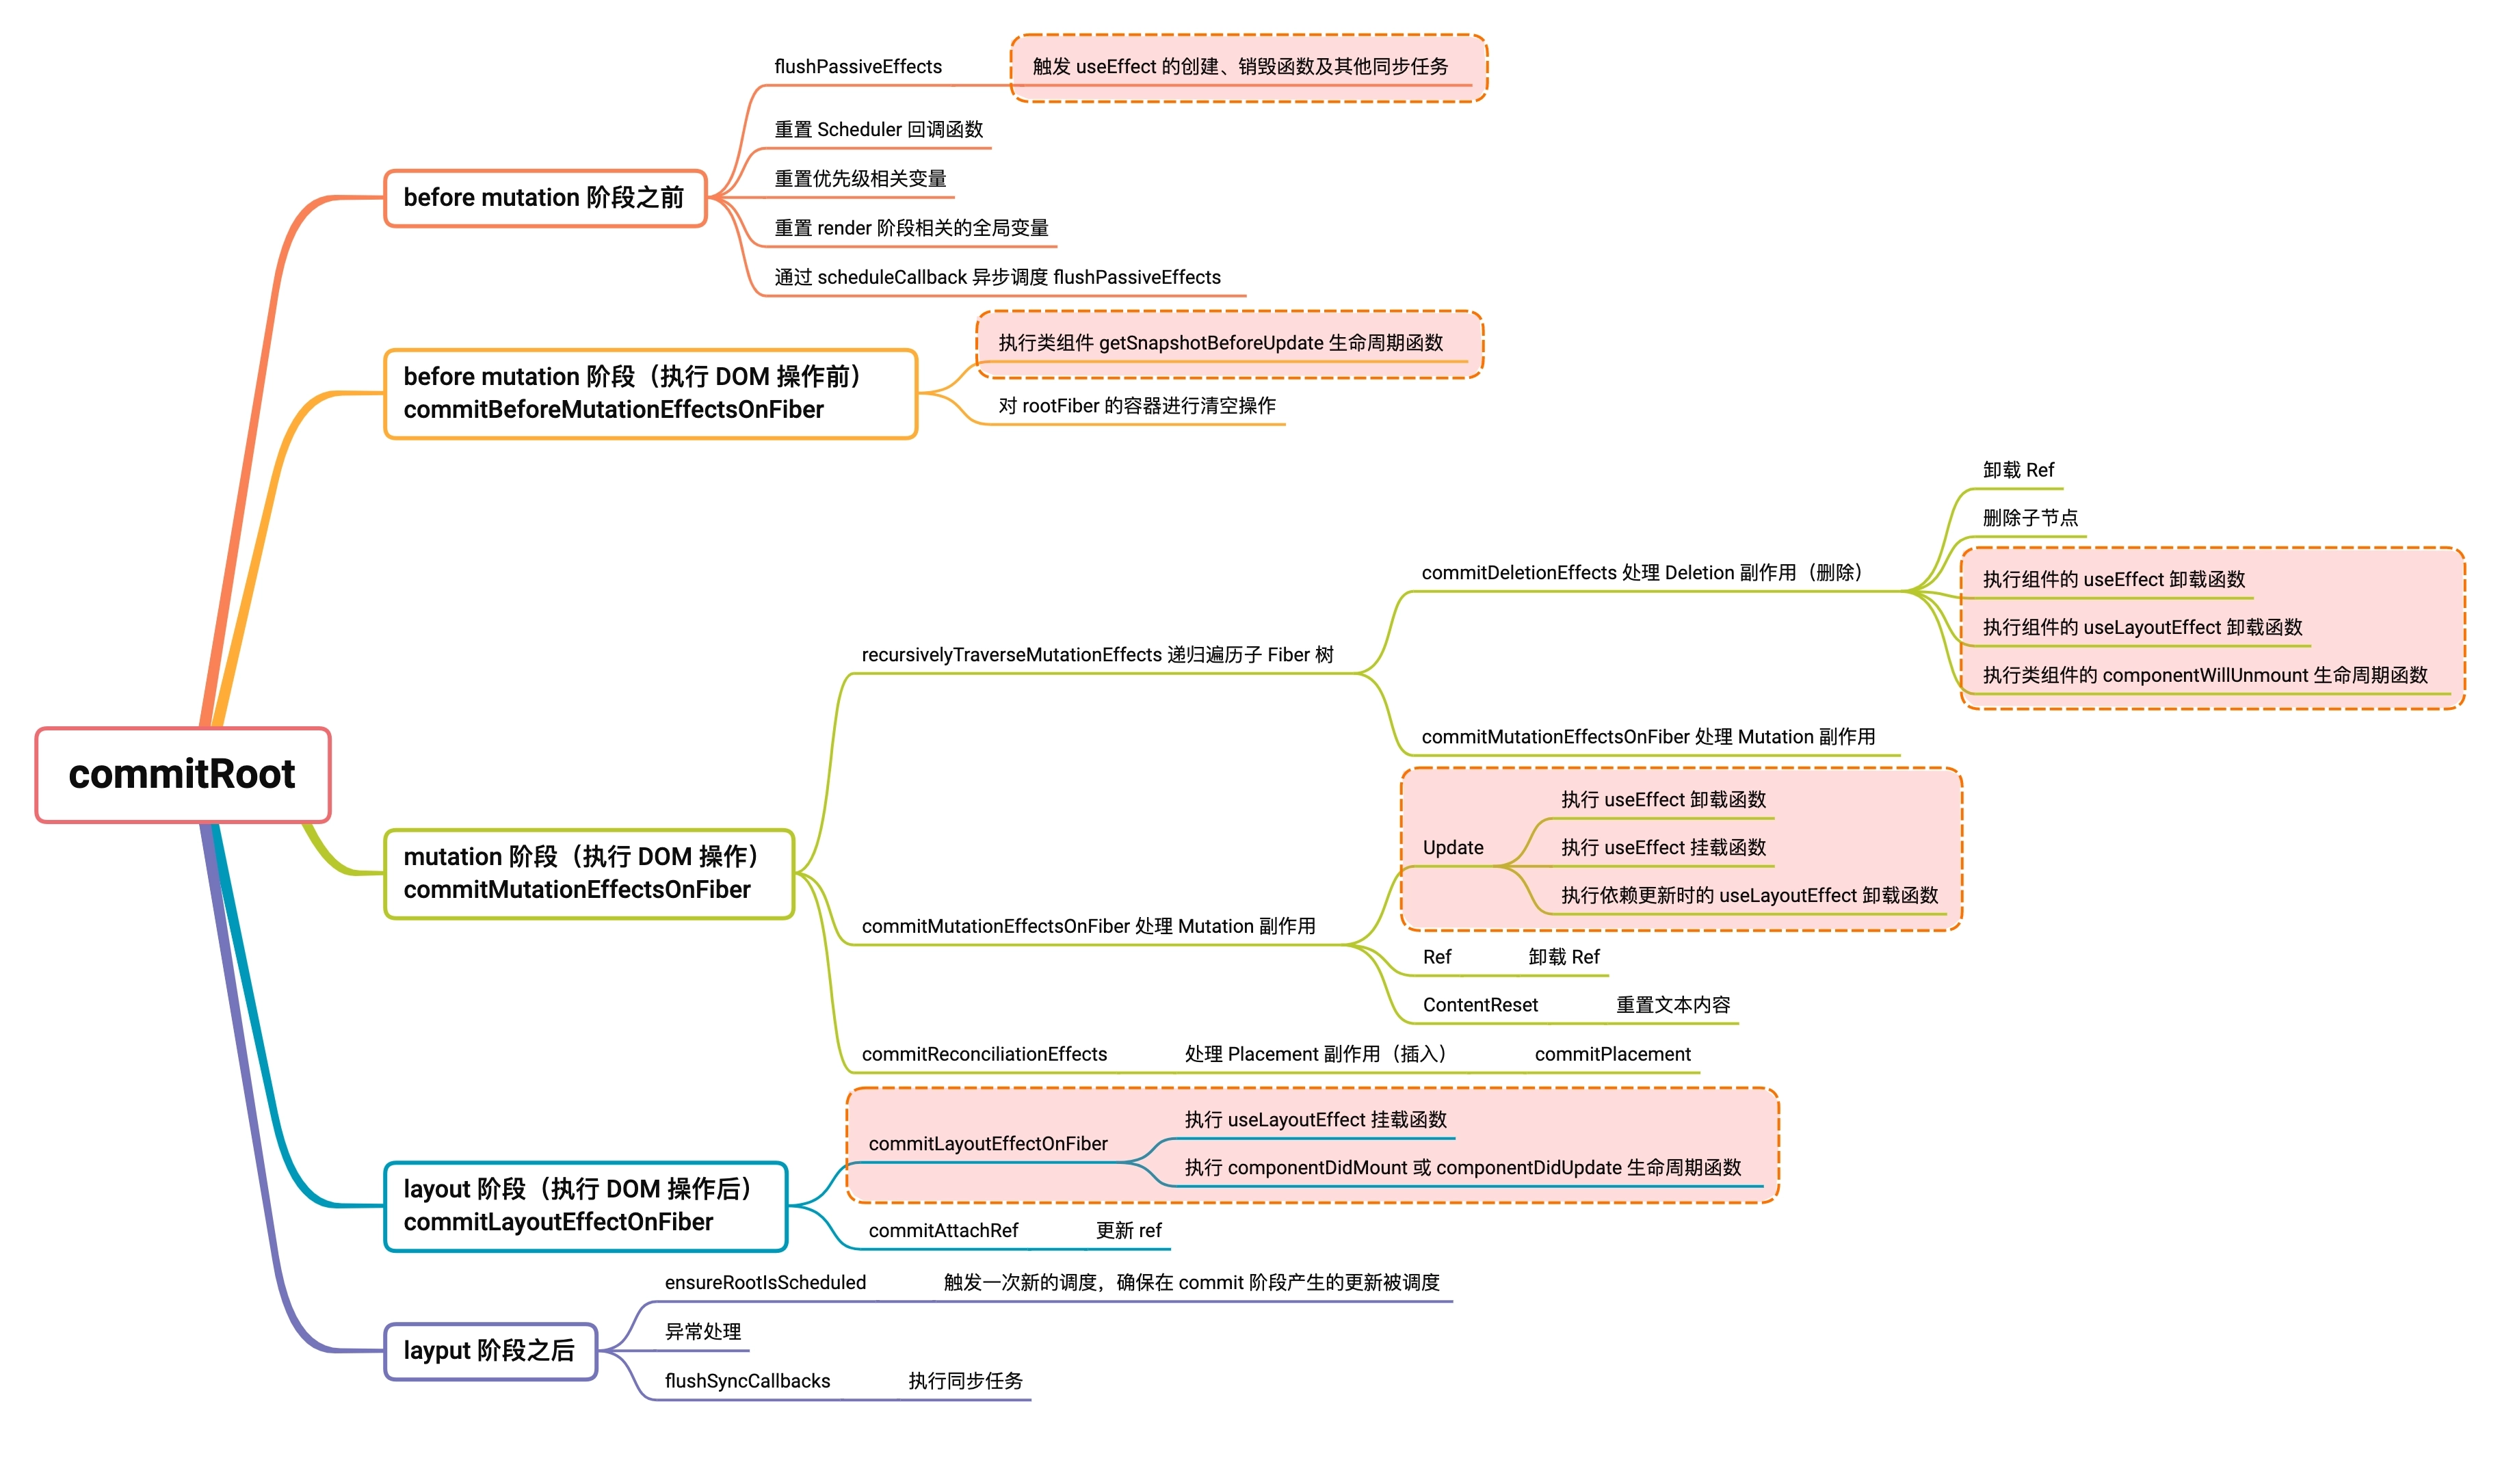 commitRoot
before mutation 阶段之前
flushPassiveEffects
触发 useEffect 的创建、销毁函数及其他同步任务
重置 Scheduler 回调函数
重置优先级相关变量
重置 render 阶段相关的全局变量
通过 scheduleCallback 异步调度 flushPassiveEffects
before mutation 阶段（执行 DOM 操作前）
commitBeforeMutationEffectsOnFiber
执行类组件 getSnapshotBeforeUpdate 生命周期函数
对 rootFiber 的容器进行清空操作
mutation 阶段（执行 DOM 操作）
commitMutationEffectsOnFiber
recursivelyTraverseMutationEffects 递归遍历子 Fiber 树
commitDeletionEffects 处理 Deletion 副作用（删除）
卸载 Ref
删除子节点
执行组件的 useEffect 卸载函数
执行组件的 useLayoutEffect 卸载函数
执行类组件的 componentWillUnmount 生命周期函数
commitMutationEffectsOnFiber 处理 Mutation 副作用
commitMutationEffectsOnFiber 处理 Mutation 副作用
Update
执行 useEffect 卸载函数
执行 useEffect 挂载函数
执行依赖更新时的 useLayoutEffect 卸载函数
Ref
卸载 Ref
ContentReset
重置文本内容
commitReconciliationEffects
处理 Placement 副作用（插入）
commitPlacement
layout 阶段（执行 DOM 操作后）
commitLayoutEffectOnFiber
commitLayoutEffectOnFiber
执行 useLayoutEffect 挂载函数
执行 componentDidMount 或 componentDidUpdate 生命周期函数
commitAttachRef
更新 ref
layput 阶段之后
ensureRootIsScheduled
触发一次新的调度，确保在 commit 阶段产生的更新被调度
异常处理
flushSyncCallbacks
执行同步任务